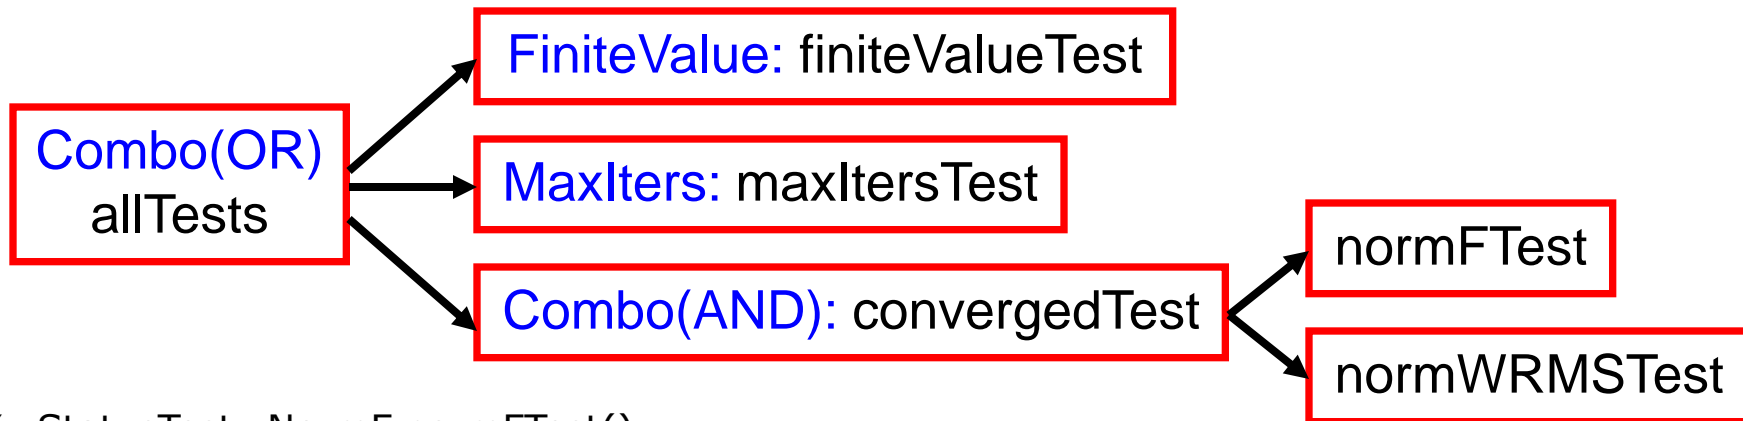 FiniteValue: finiteValueTest
Combo(OR)
allTests
MaxIters: maxItersTest
normFTest
Combo(AND): convergedTest
normWRMSTest